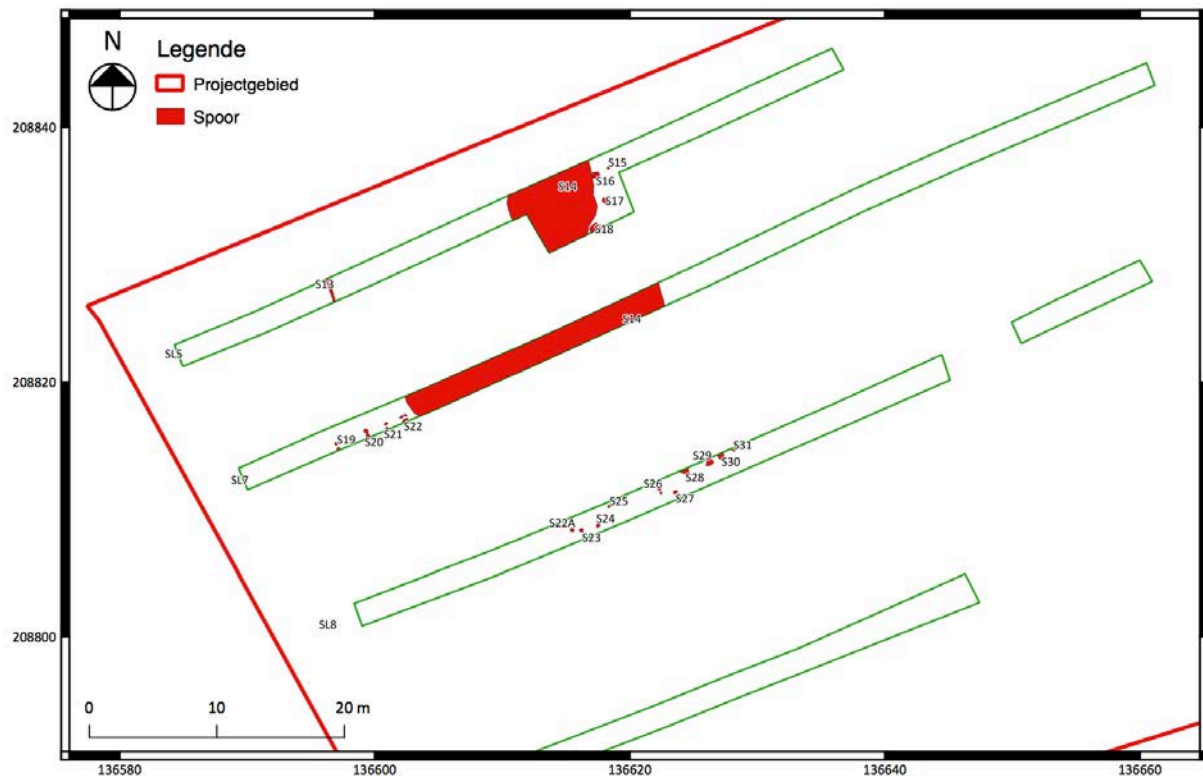 N
Legende
Projectgebied
Spoor
208840
208820
208800
S15
S14
S16
S17
S18
S13
SL5
S14
S19
S20
S21
S22
SL7
S31
S29
S30
S28
S26
S27
S25
S24
S22A
S23
SL8
0 10 20 m
136580 136600 136620 136640 136660